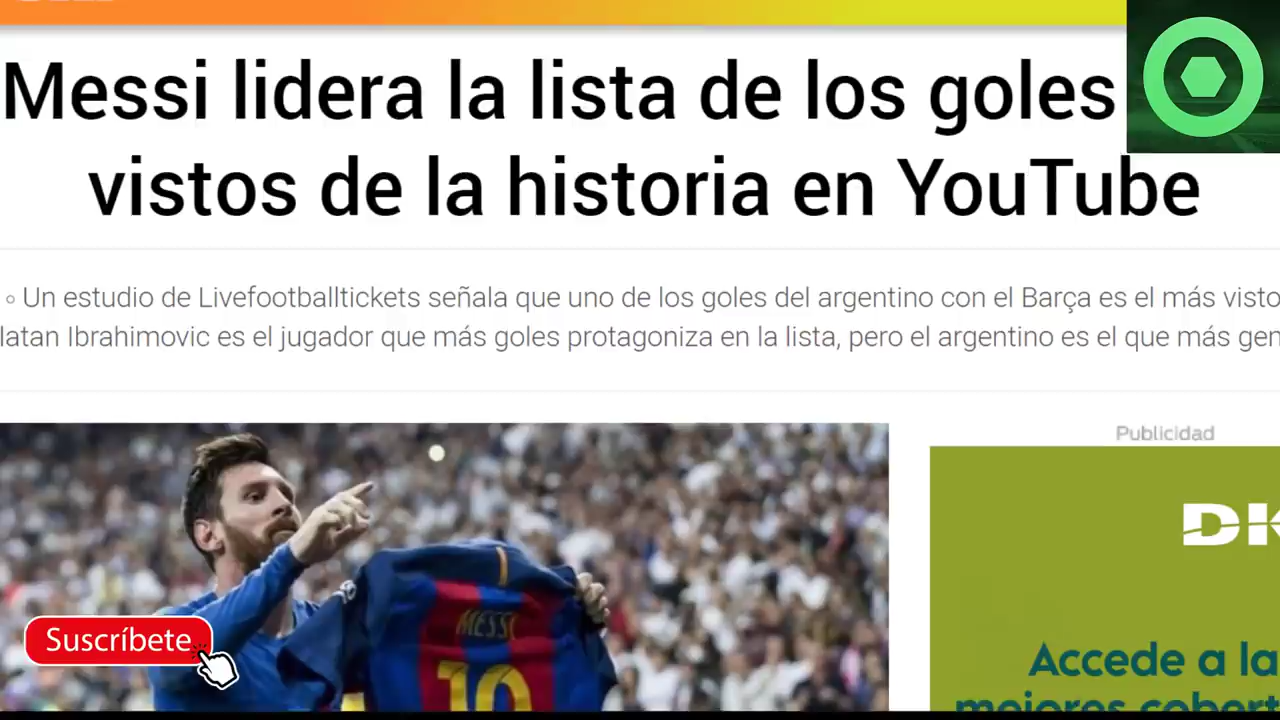 Messi lidera la lista de los goles
vistos de la historia en YouTube
◦ Un estudio de Livefootballtickets señala que uno de los goles del argentino con el Barça es el más visto
latan Ibrahimovic es el jugador que más goles protagoniza en la lista, pero el argentino es el que más gen
Publicidad
Accede a la
mejores cobert
MESSI
10
Suscríbete